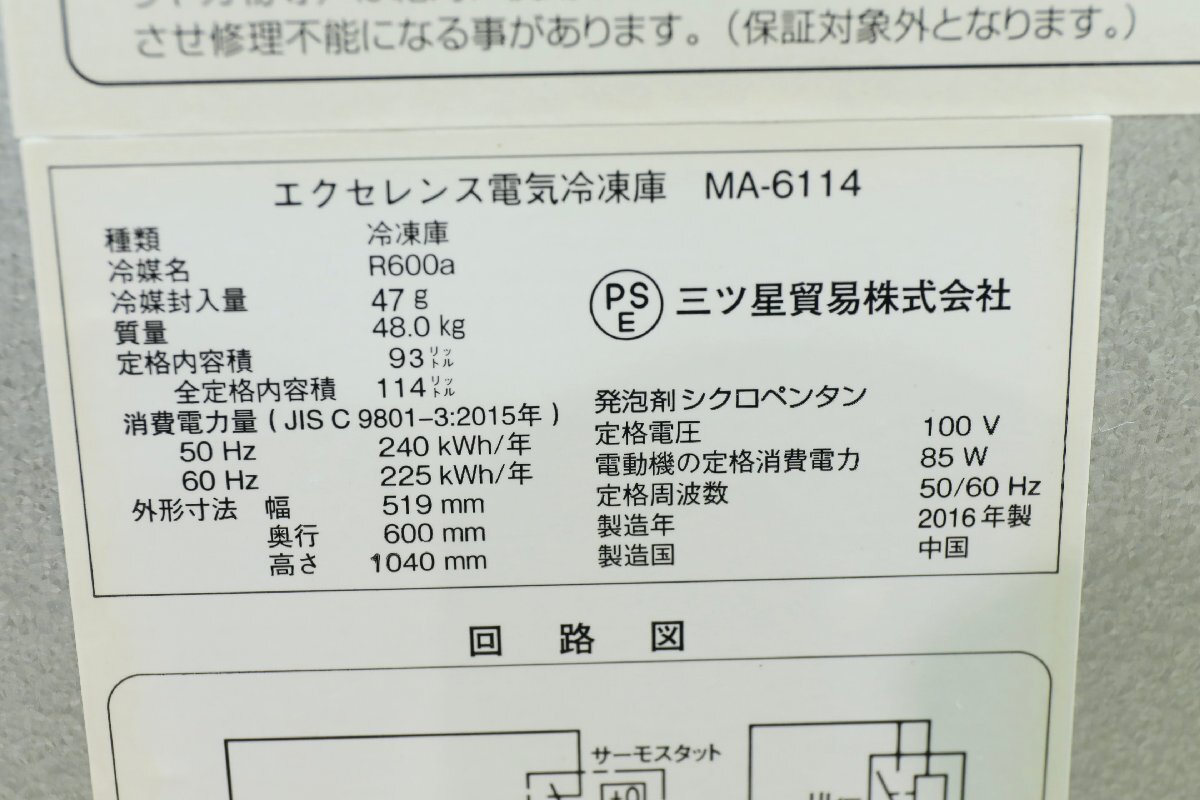 させ修理不能になる事があります。（保証対象外となります。）
エクセレンス電気冷凍庫 MA-6114
種類 冷凍庫
冷媒名 R600a
冷媒封入量 47 g
質量 48.0 kg
定格内容積 93 リットル
全定格内容積 114 リットル
消費電力量 ( JIS C 9801-3:2015年 )
50 Hz 240 kWh/年
60 Hz 225 kWh/年
外形寸法 幅 519 mm
奥行 600 mm
高さ 1040 mm
PSE 三ツ星貿易株式会社
発泡剤 シクロペンタン
定格電圧 100 V
電動機の定格消費電力 85 W
定格周波数 50/60 Hz
製造年 2016 年製
製造国 中国
回路図
サーモスタット